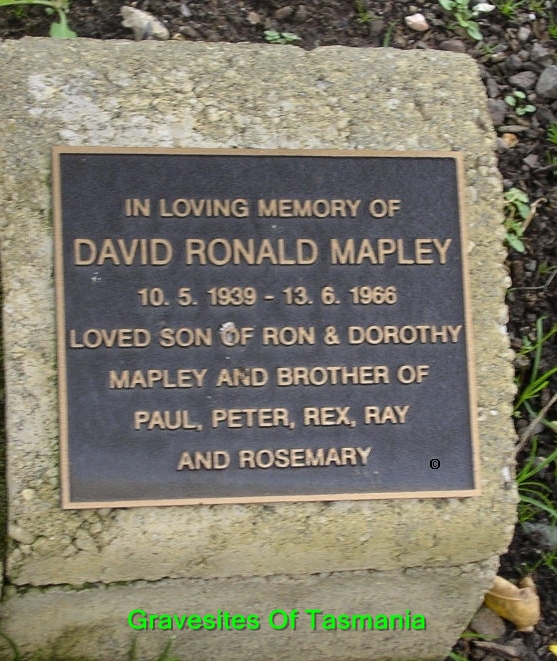 IN LOVING MEMORY OF
DAVID RONALD MAPLEY
10. 5. 1939 - 13. 6. 1966
LOVED SON OF RON & DOROTHY
MAPLEY AND BROTHER OF
PAUL, PETER, REX, RAY
AND ROSEMARY
©
Gravesites Of Tasmania